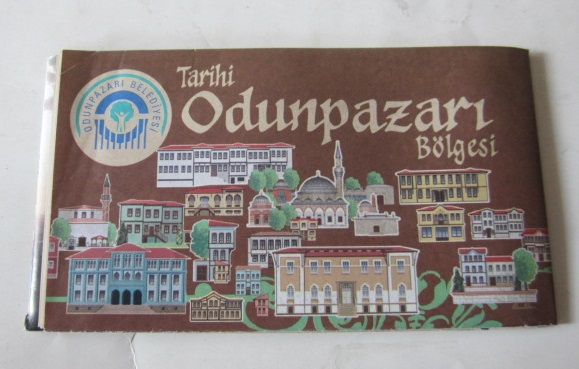 ODUNPAZARI BELEDİYESİ
Tarihi
Odunpazarı
Bölgesi